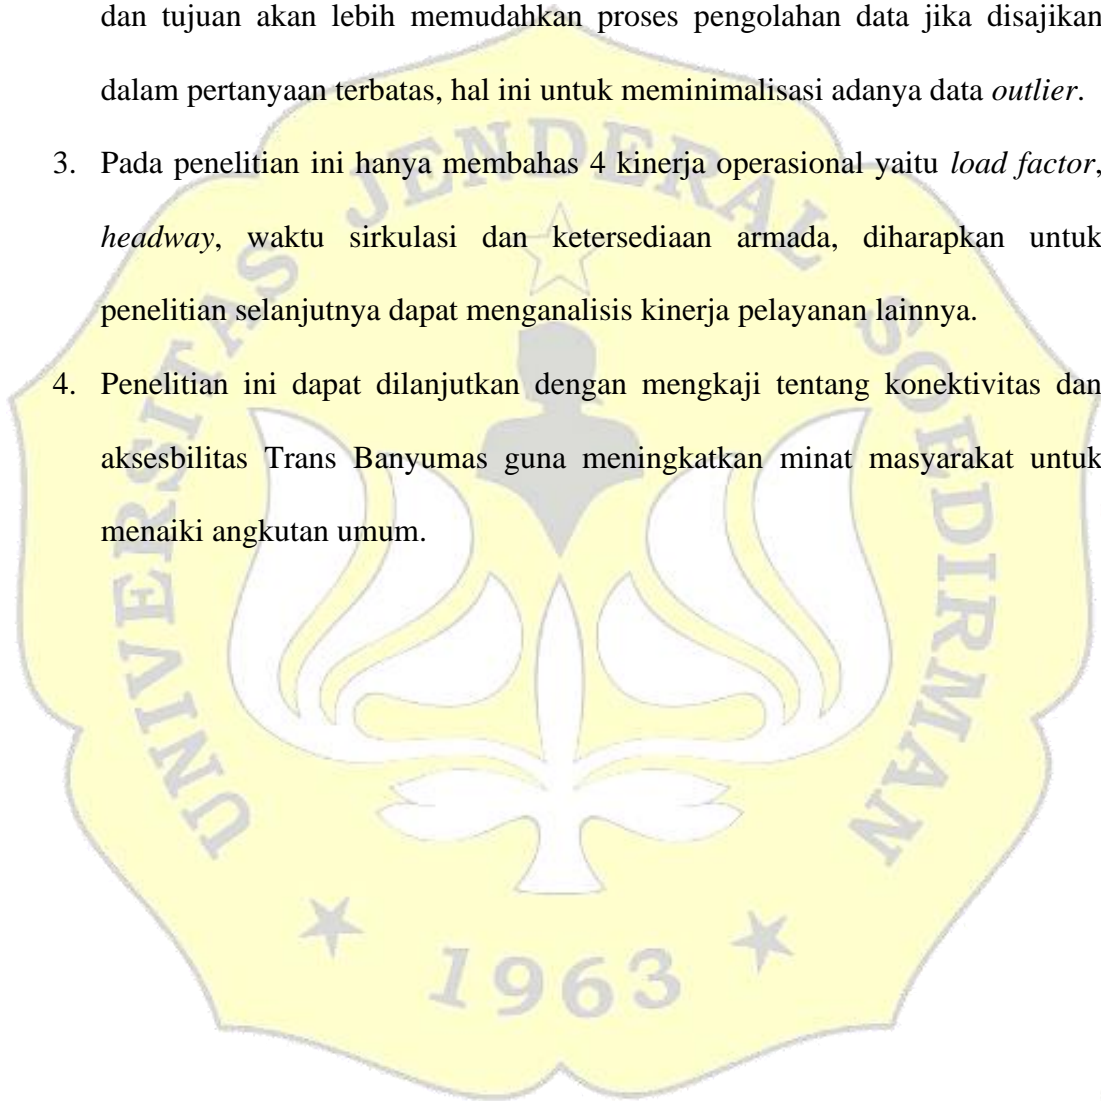 dan tujuan akan lebih memudahkan proses pengolahan data jika disajikan
dalam pertanyaan terbatas, hal ini untuk meminimalisasi adanya data outlier.
3. Pada penelitian ini hanya membahas 4 kinerja operasional yaitu load factor,
headway, waktu sirkulasi dan ketersediaan armada, diharapkan untuk
penelitian selanjutnya dapat menganalisis kinerja pelayanan lainnya.
4. Penelitian ini dapat dilanjutkan dengan mengkaji tentang konektivitas dan
aksesbilitas Trans Banyumas guna meningkatkan minat masyarakat untuk
menaiki angkutan umum.
UNIVERSITAS JENDERAL SOEDIRMAN
1963